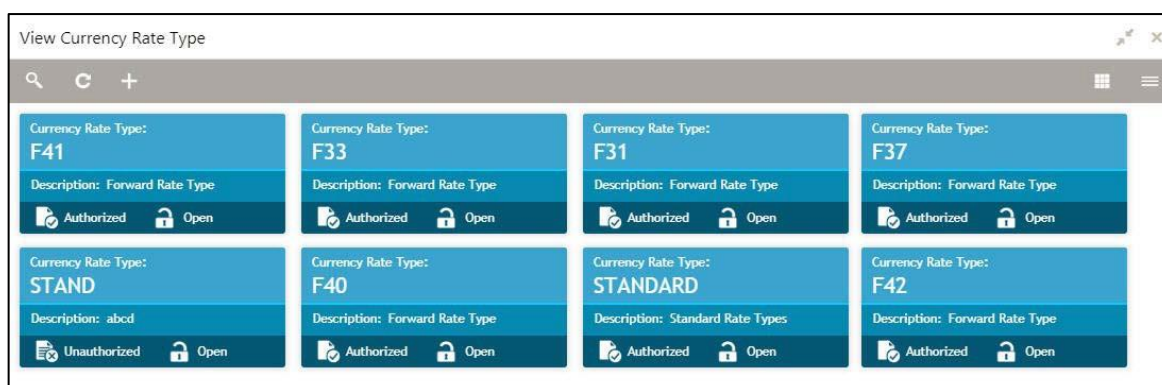 View Currency Rate Type
Currency Rate Type:
F41
Description: Forward Rate Type
Authorized Open
Currency Rate Type:
F33
Description: Forward Rate Type
Authorized Open
Currency Rate Type:
F31
Description: Forward Rate Type
Authorized Open
Currency Rate Type:
F37
Description: Forward Rate Type
Authorized Open
Currency Rate Type:
STAND
Description: abcd
Unauthorized Open
Currency Rate Type:
F40
Description: Forward Rate Type
Authorized Open
Currency Rate Type:
STANDARD
Description: Standard Rate Types
Authorized Open
Currency Rate Type:
F42
Description: Forward Rate Type
Authorized Open